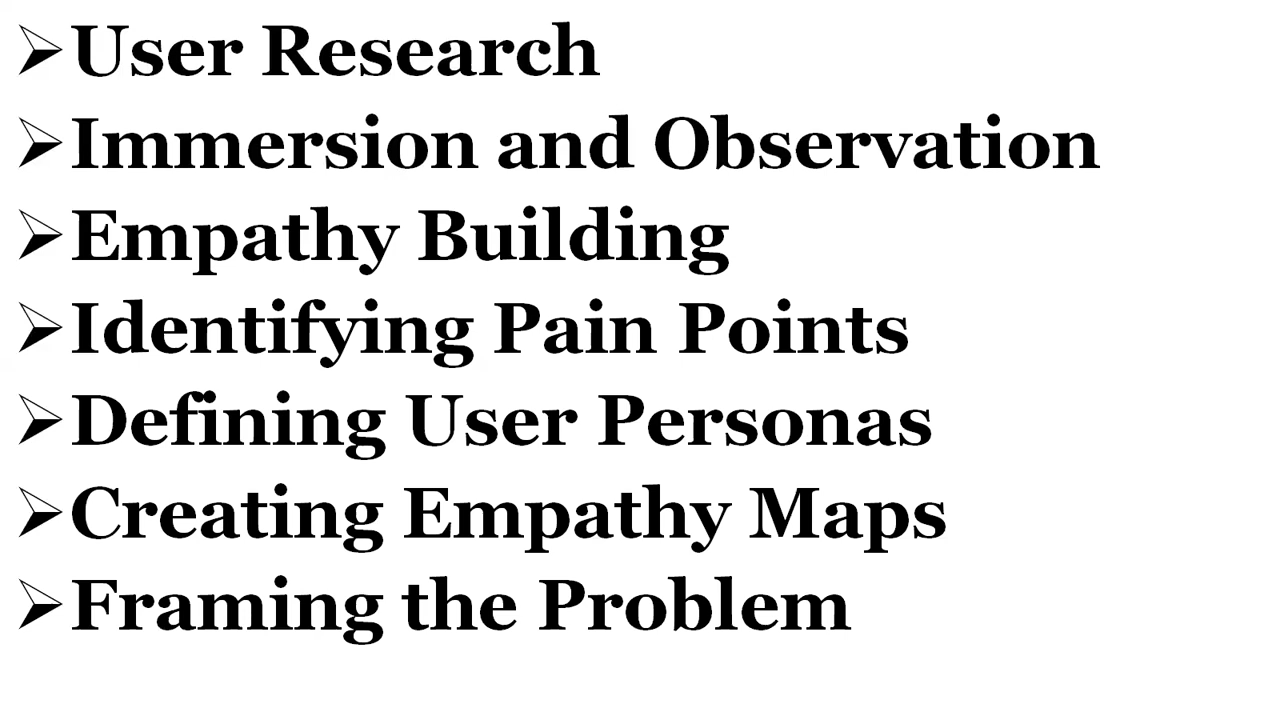 ➢User Research
➢Immersion and Observation
➢Empathy Building
➢Identifying Pain Points
➢Defining User Personas
➢Creating Empathy Maps
➢Framing the Problem